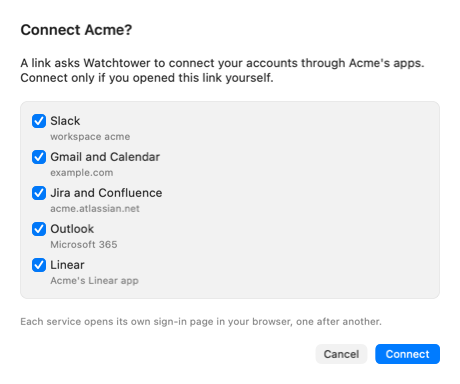 Connect Acme?
A link asks Watchtower to connect your accounts through Acme's apps.
Connect only if you opened this link yourself.
Slack
workspace acme
Gmail and Calendar
example.com
Jira and Confluence
acme.atlassian.net
Outlook
Microsoft 365
Linear
Acme's Linear app
Each service opens its own sign-in page in your browser, one after another.
Cancel
Connect